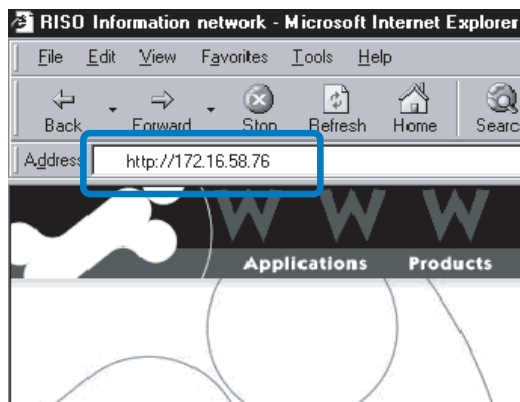 RISO Information network - Microsoft Internet Explorer
File Edit View Favorites Tools Help
Back Forward Stop Refresh Home Searc
Address http://172.16.58.76
W W W
Applications Products